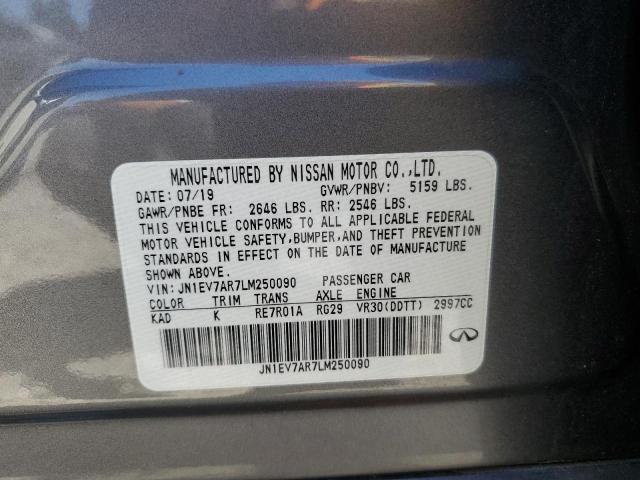 MANUFACTURED BY NISSAN MOTOR CO.,LTD.
DATE: 07/19 GVWR/PNBV: 5159 LBS.
GAWR/PNBE FR: 2646 LBS. RR: 2546 LBS.
THIS VEHICLE CONFORMS TO ALL APPLICABLE FEDERAL
MOTOR VEHICLE SAFETY,BUMPER,AND THEFT PREVENTION
STANDARDS IN EFFECT ON THE DATE OF MANUFACTURE
SHOWN ABOVE.
VIN: JN1EV7AR7LM250090 PASSENGER CAR
COLOR TRIM TRANS AXLE ENGINE
KAD K RE7R01A RG29 VR30(DDTT) 2997CC
JN1EV7AR7LM250090